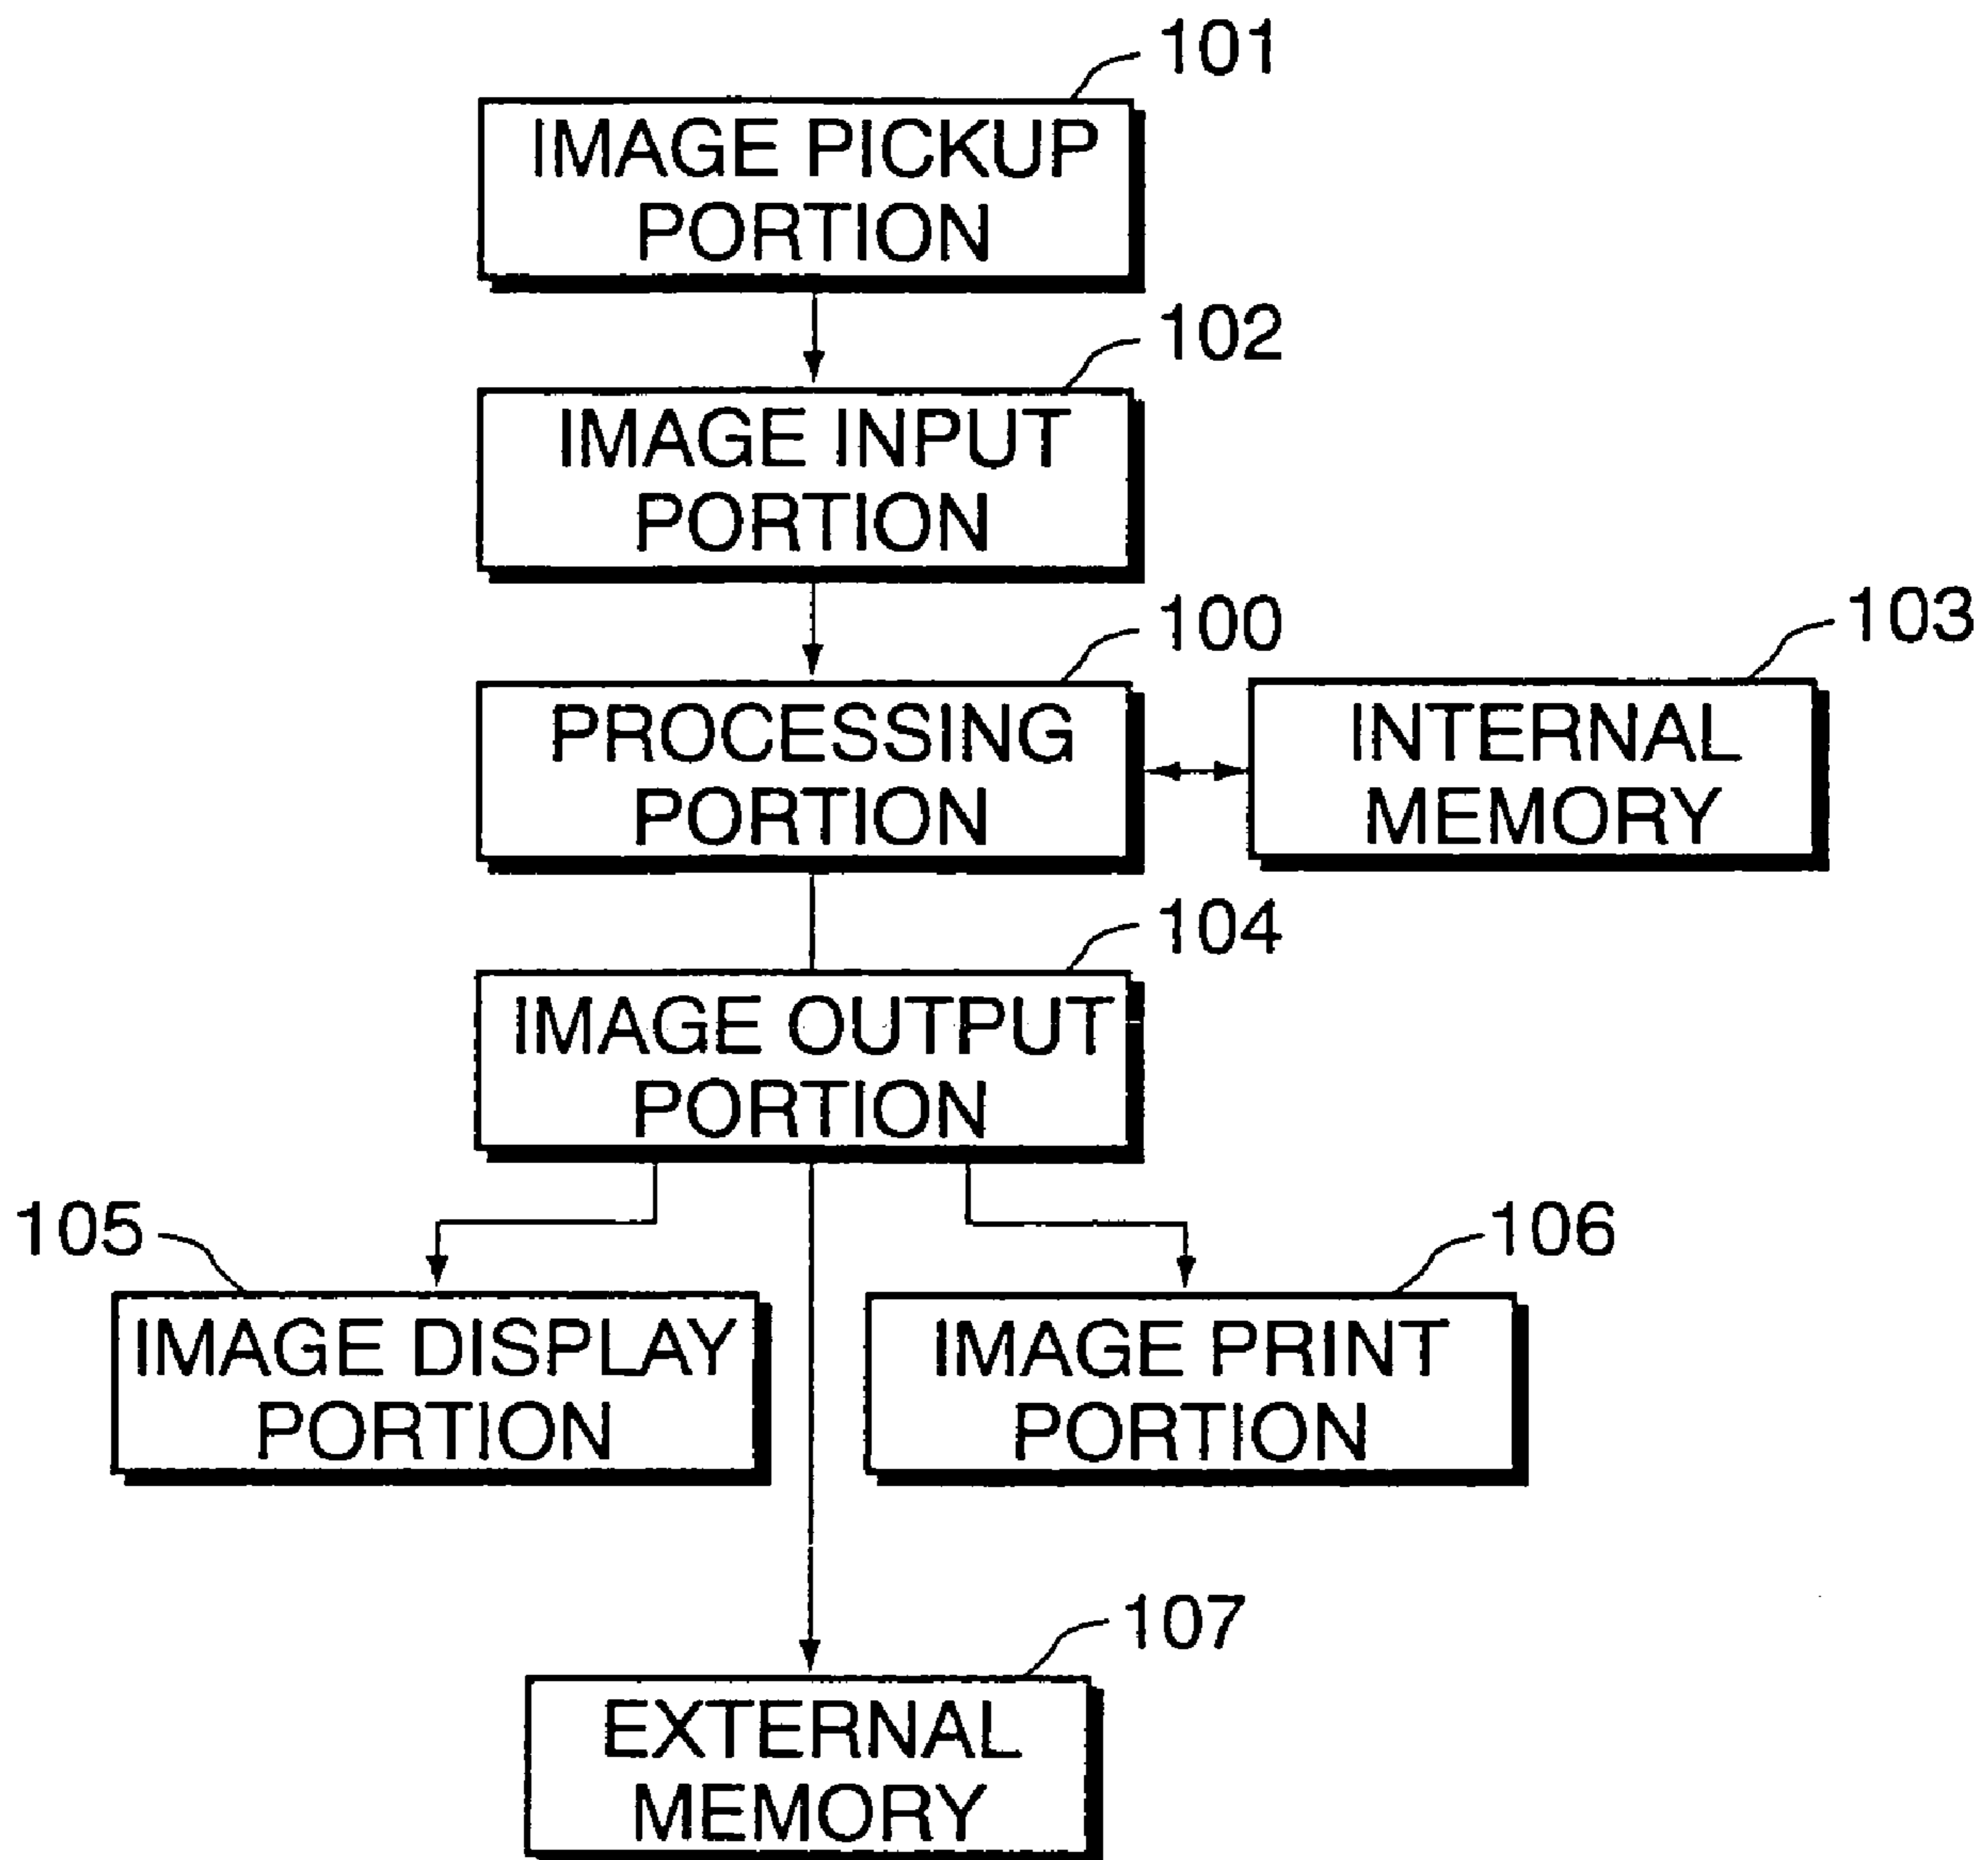 101
IMAGE PICKUP
PORTION
102
IMAGE INPUT
PORTION
100
PROCESSING
PORTION
103
INTERNAL
MEMORY
104
IMAGE OUTPUT
PORTION
105
IMAGE DISPLAY
PORTION
106
IMAGE PRINT
PORTION
107
EXTERNAL
MEMORY